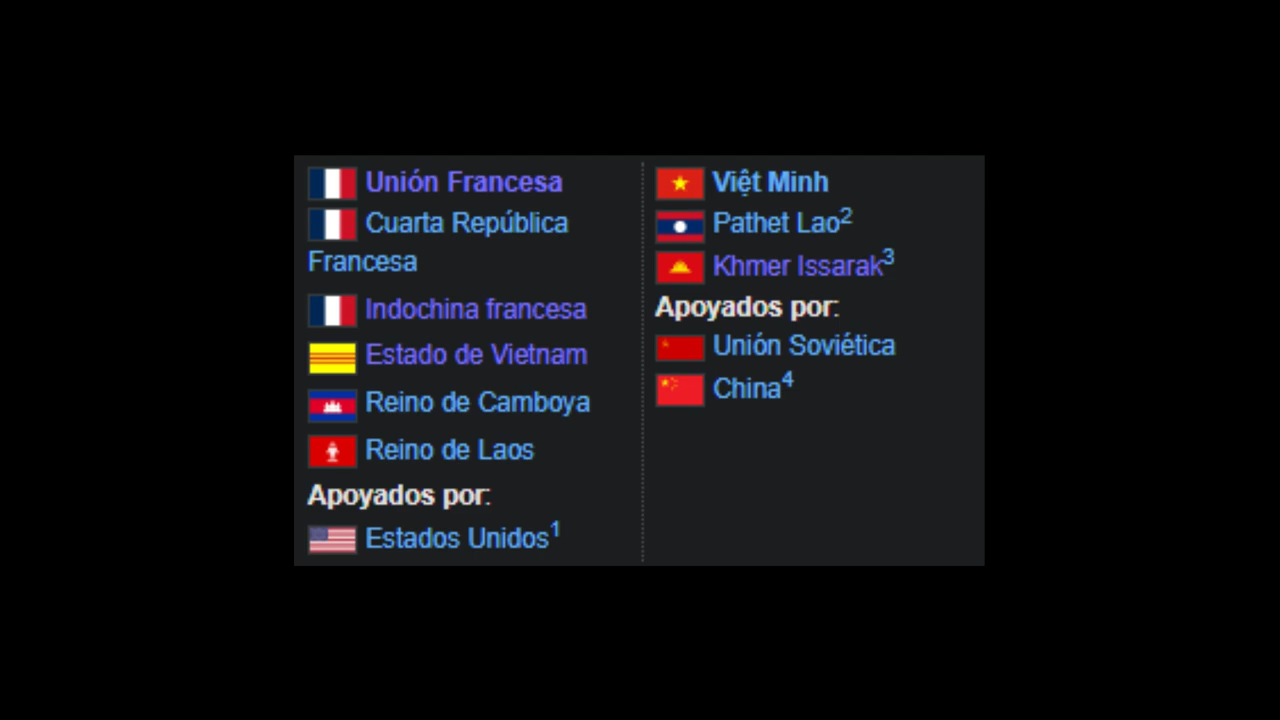 Unión Francesa
Cuarta República
Francesa
Indochina francesa
Estado de Vietnam
Reino de Camboya
Reino de Laos
Apoyados por:
Estados Unidos1
Việt Minh
Pathet Lao2
Khmer Issarak3
Apoyados por:
Unión Soviética
China4